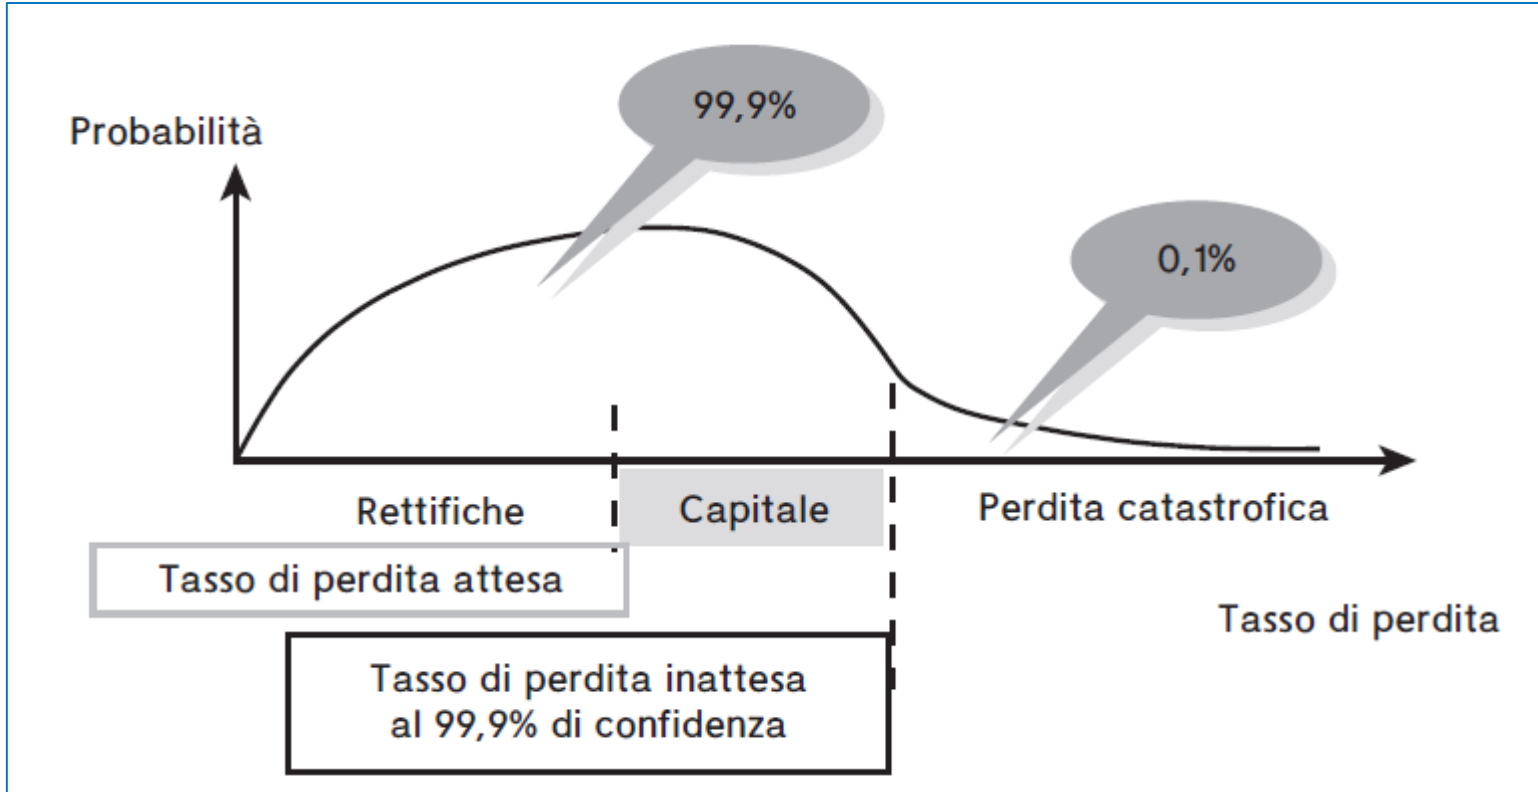 99,9%
Probabilità
0,1%
Rettifiche
Capitale
Perdita catastrofica
Tasso di perdita attesa
Tasso di perdita
Tasso di perdita inattesa
al 99,9% di confidenza